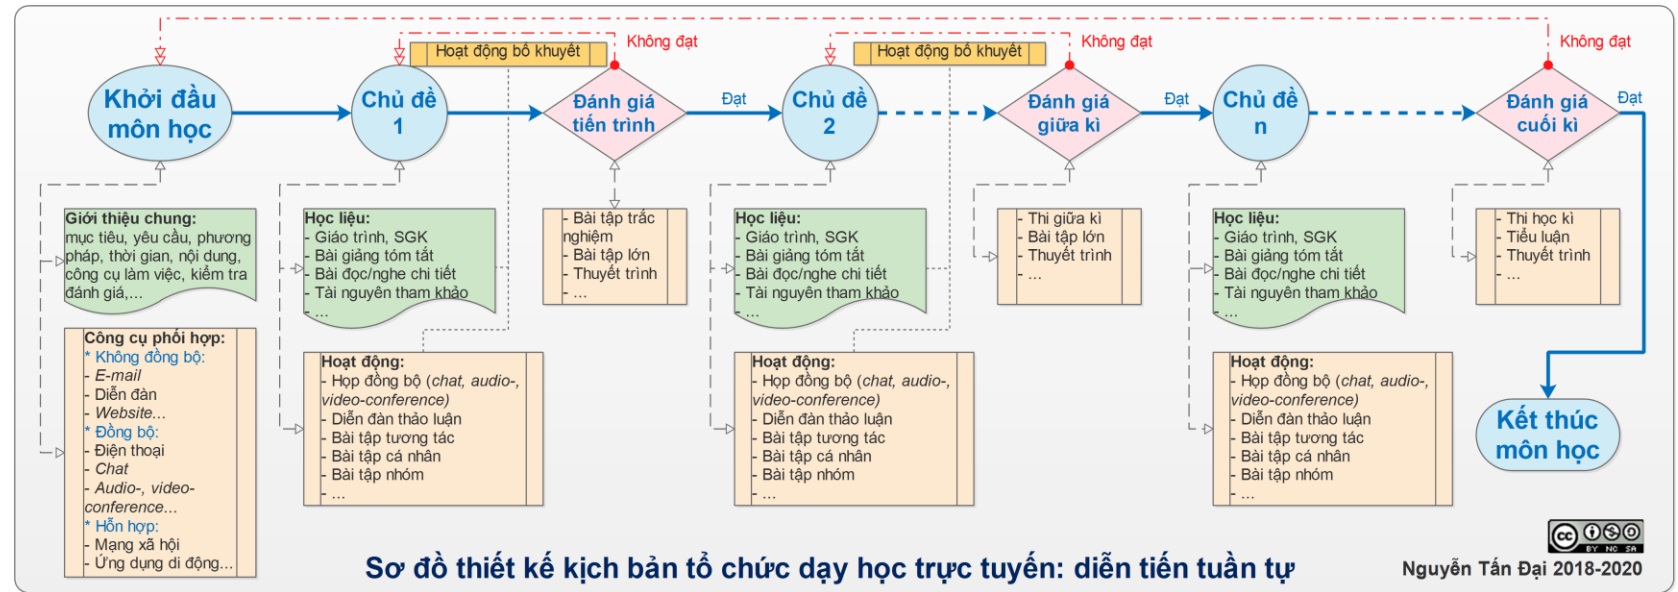 Hoạt động bổ khuyết
Không đạt
Hoạt động bổ khuyết
Không đạt
Không đạt
Khởi đầu
môn học
Chủ đề
1
Đánh giá
tiến trình
Đạt
Chủ đề
2
Đánh giá
giữa kì
Đạt
Chủ đề
n
Đánh giá
cuối kì
Đạt
Giới thiệu chung:
mục tiêu, yêu cầu, phương
pháp, thời gian, nội dung,
công cụ làm việc, kiểm tra
đánh giá,...
Công cụ phối hợp:
* Không đồng bộ:
- E-mail
- Diễn đàn
- Website...
* Đồng bộ:
- Điện thoại
- Chat
- Audio-, video-
conference...
* Hỗn hợp:
- Mạng xã hội
- Ứng dụng di động...
Học liệu:
- Giáo trình, SGK
- Bài giảng tóm tắt
- Bài đọc/nghe chi tiết
- Tài nguyên tham khảo
- ...
Hoạt động:
- Họp đồng bộ (chat, audio-,
video-conference)
- Diễn đàn thảo luận
- Bài tập tương tác
- Bài tập cá nhân
- Bài tập nhóm
- ...
- Bài tập trắc
nghiệm
- Bài tập lớn
- Thuyết trình
- ...
Học liệu:
- Giáo trình, SGK
- Bài giảng tóm tắt
- Bài đọc/nghe chi tiết
- Tài nguyên tham khảo
- ...
Hoạt động:
- Họp đồng bộ (chat, audio-,
video-conference)
- Diễn đàn thảo luận
- Bài tập tương tác
- Bài tập cá nhân
- Bài tập nhóm
- ...
- Thi giữa kì
- Bài tập lớn
- Thuyết trình
- ...
Học liệu:
- Giáo trình, SGK
- Bài giảng tóm tắt
- Bài đọc/nghe chi tiết
- Tài nguyên tham khảo
- ...
Hoạt động:
- Họp đồng bộ (chat, audio-,
video-conference)
- Diễn đàn thảo luận
- Bài tập tương tác
- Bài tập cá nhân
- Bài tập nhóm
- ...
- Thi học kì
- Tiểu luận
- Thuyết trình
- ...
Kết thúc
môn học
cc
BY NC SA
Sơ đồ thiết kế kịch bản tổ chức dạy học trực tuyến: diễn tiến tuần tự
Nguyễn Tấn Đại 2018-2020